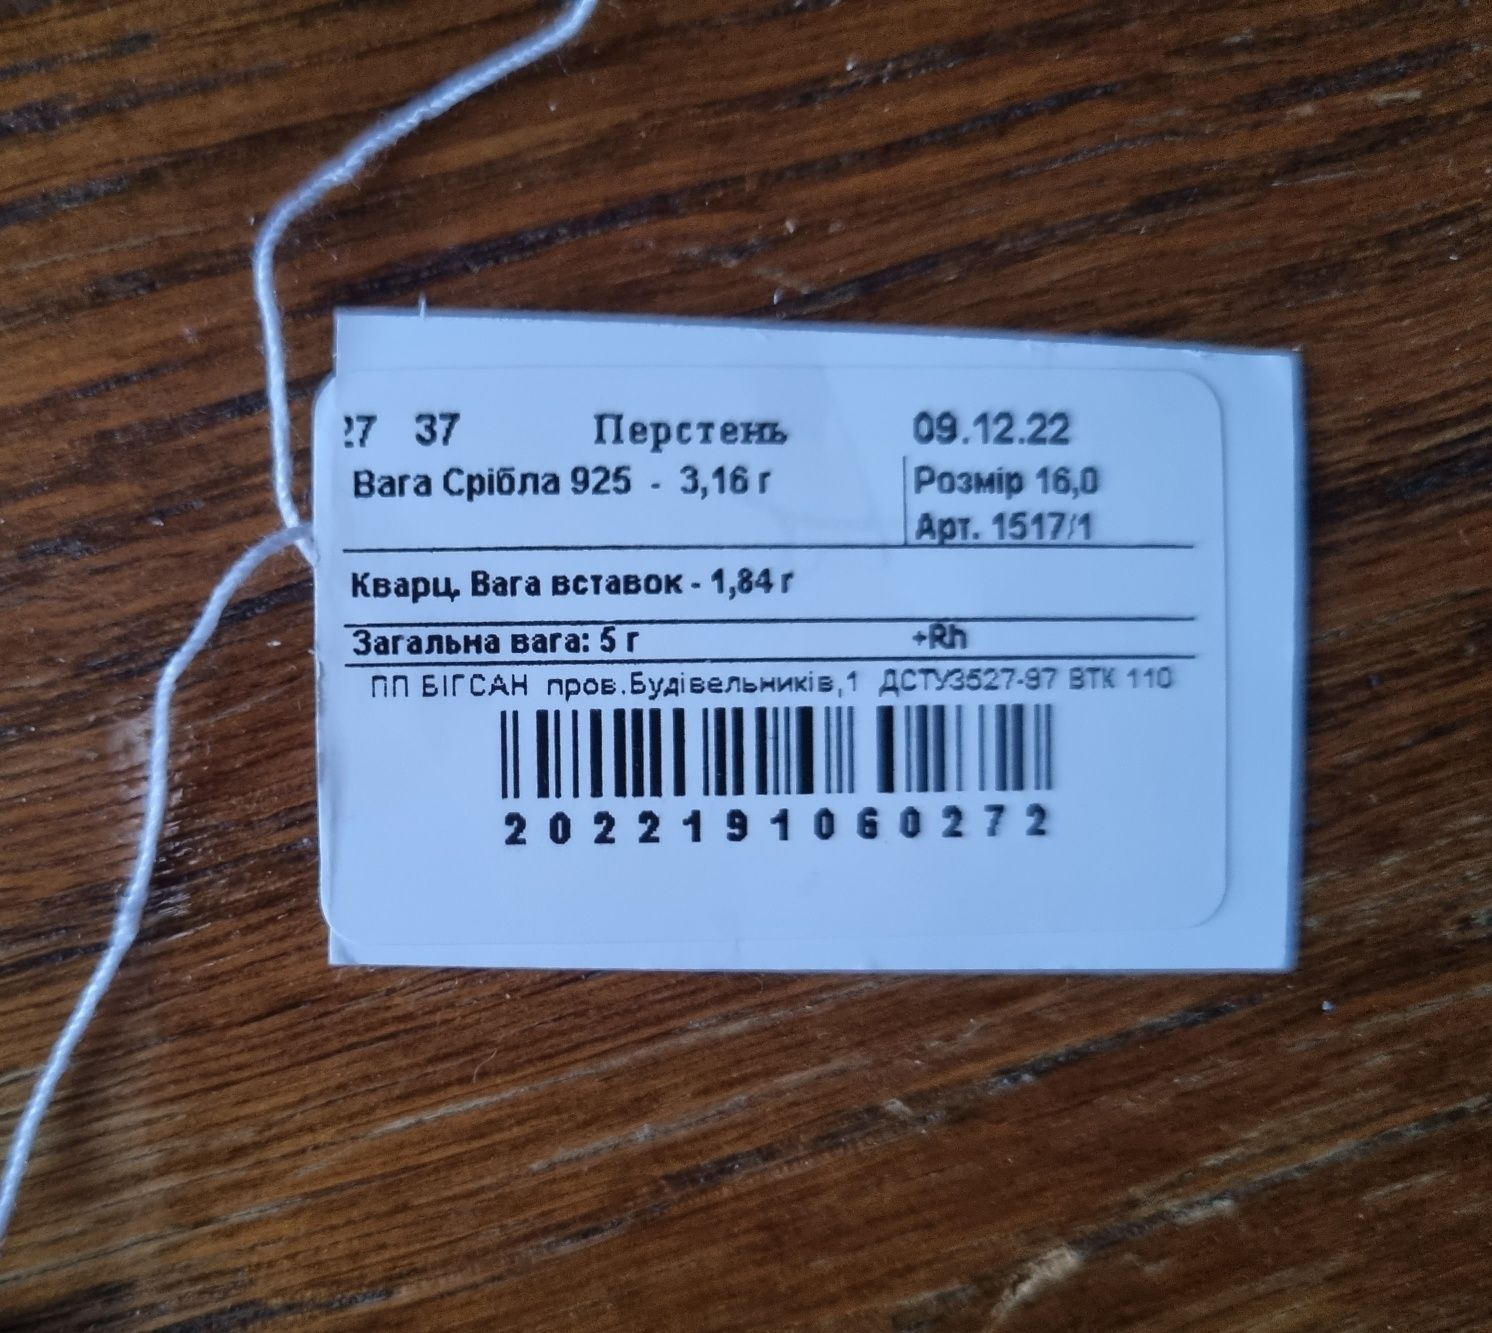 27 37 Перстень 09.12.22
Вага Срібла 925 - 3,16 г Розмір 16,0
Арт. 1517/1
Кварц. Вага вставок - 1,84 г
Загальна вага: 5 г +Rh
ПП БІГСАН пров.Будівельників,1 ДСТУ3527-97 ВТК 110
2022191060272